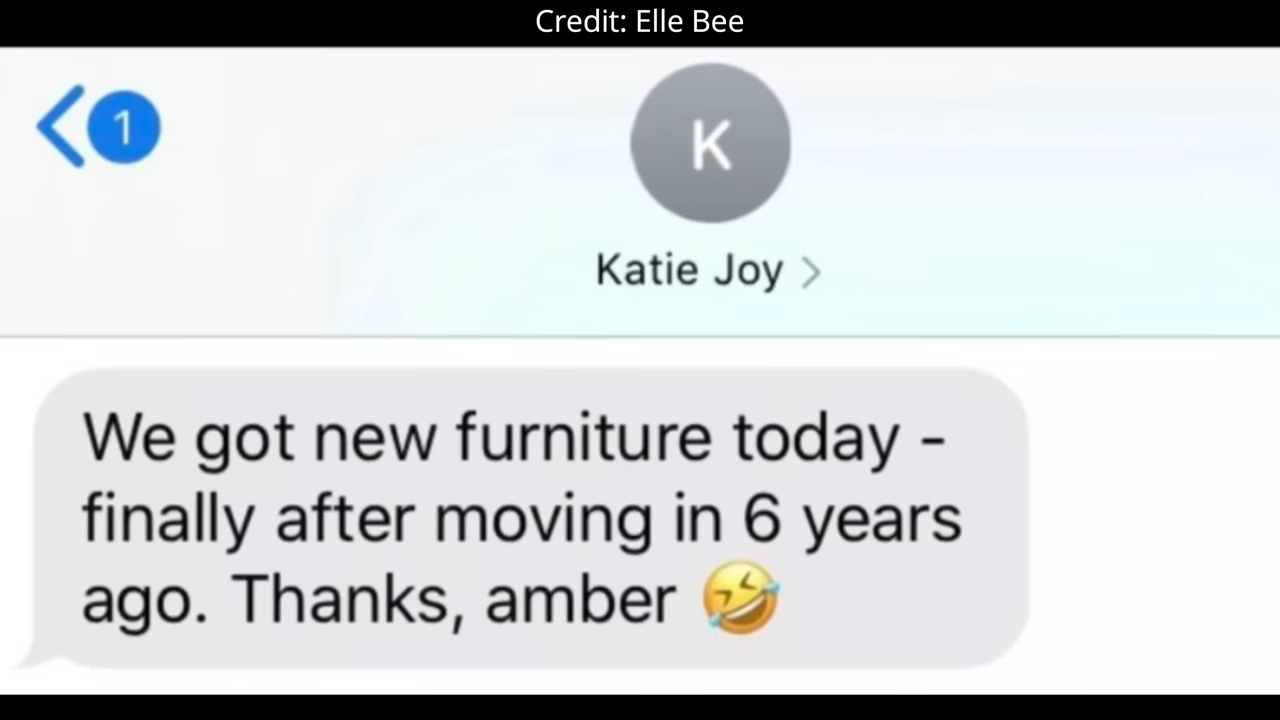 Credit: Elle Bee
1
K
Katie Joy >
We got new furniture today -
finally after moving in 6 years
ago. Thanks, amber 🤣